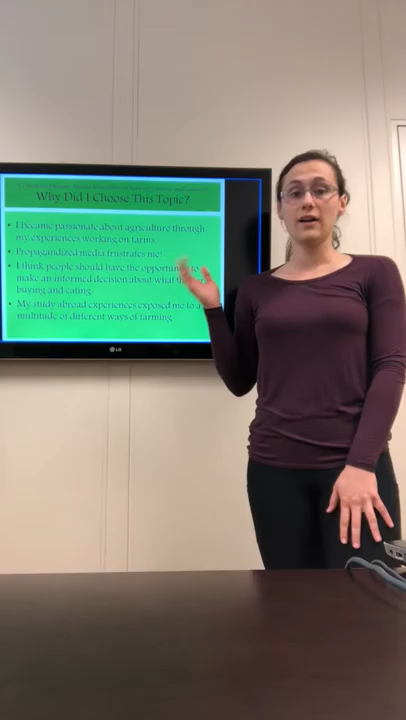 Why Did I Choose This Topic?
• I became passionate about agriculture through
my experiences working on farms
• Propagandized media frustrates me!
• I think people should have the opportunity to
make an informed decision about what
buying and eating.
• My study abroad experiences exposed me to a
multitude of different ways of farming
LG